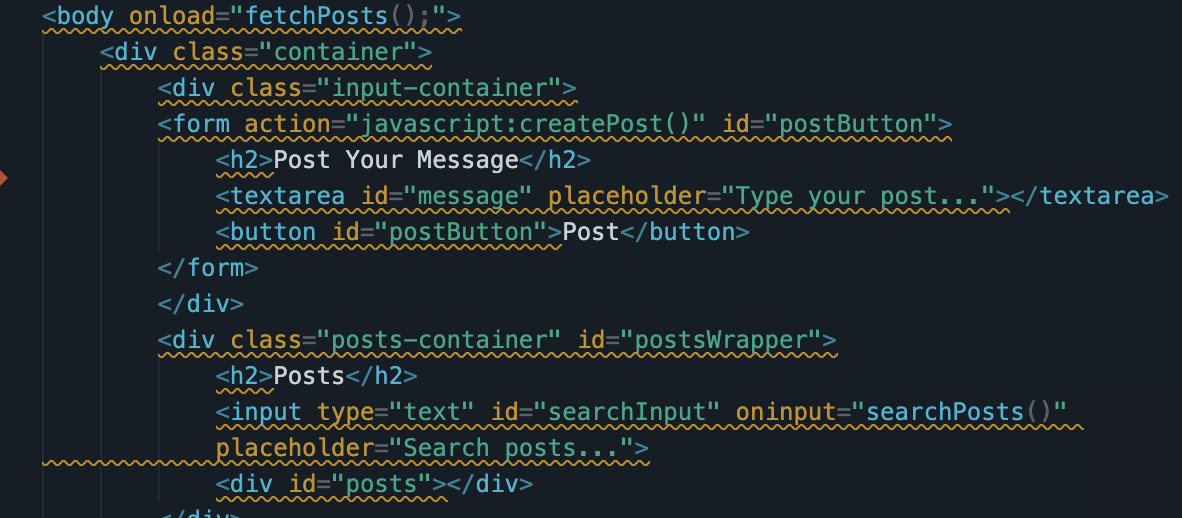 <body onload="fetchPosts();">
<div class="container">
<div class="input-container">
<form action="javascript:createPost()" id="postButton">
<h2>Post Your Message</h2>
<textarea id="message" placeholder="Type your post..."></textarea>
<button id="postButton">Post</button>
</form>
</div>
<div class="posts-container" id="postsWrapper">
<h2>Posts</h2>
<input type="text" id="searchInput" oninput="searchPosts()"
placeholder="Search posts...">
<div id="posts"></div>
</div>